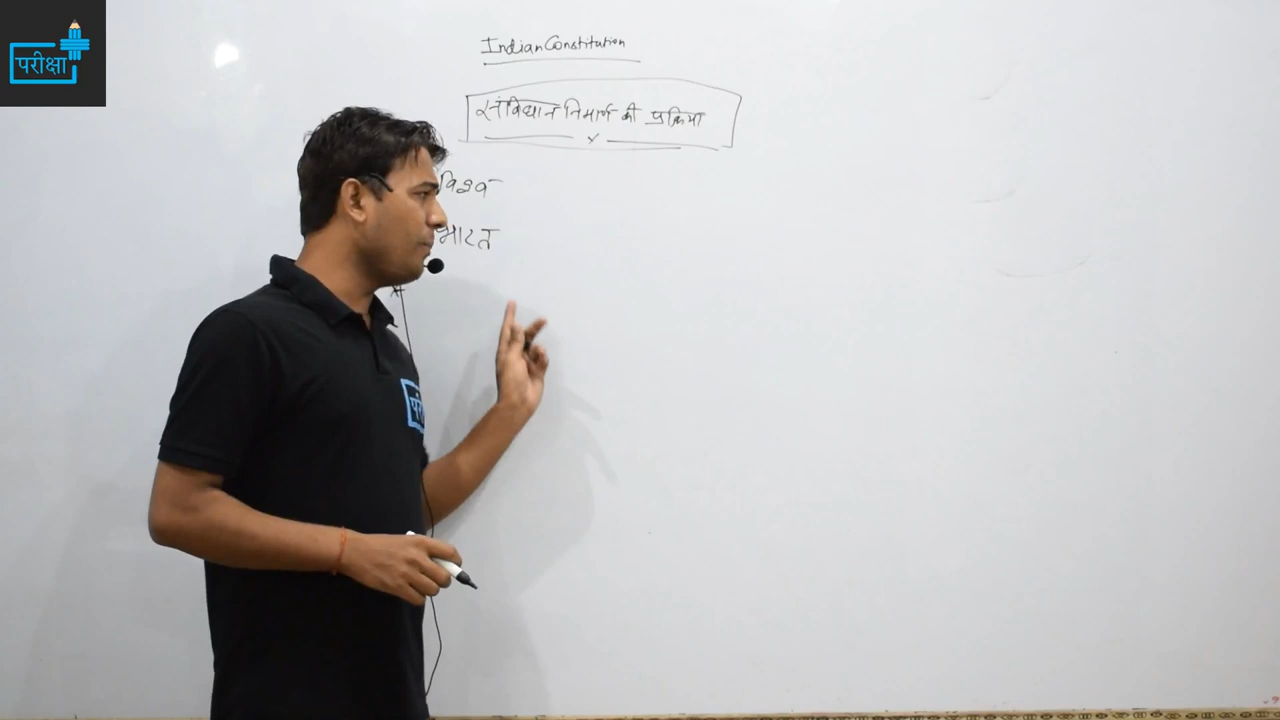 परीक्षा
Indian Constitution
संविधान निमार्ण की प्रक्रिया
विश्व
भारत